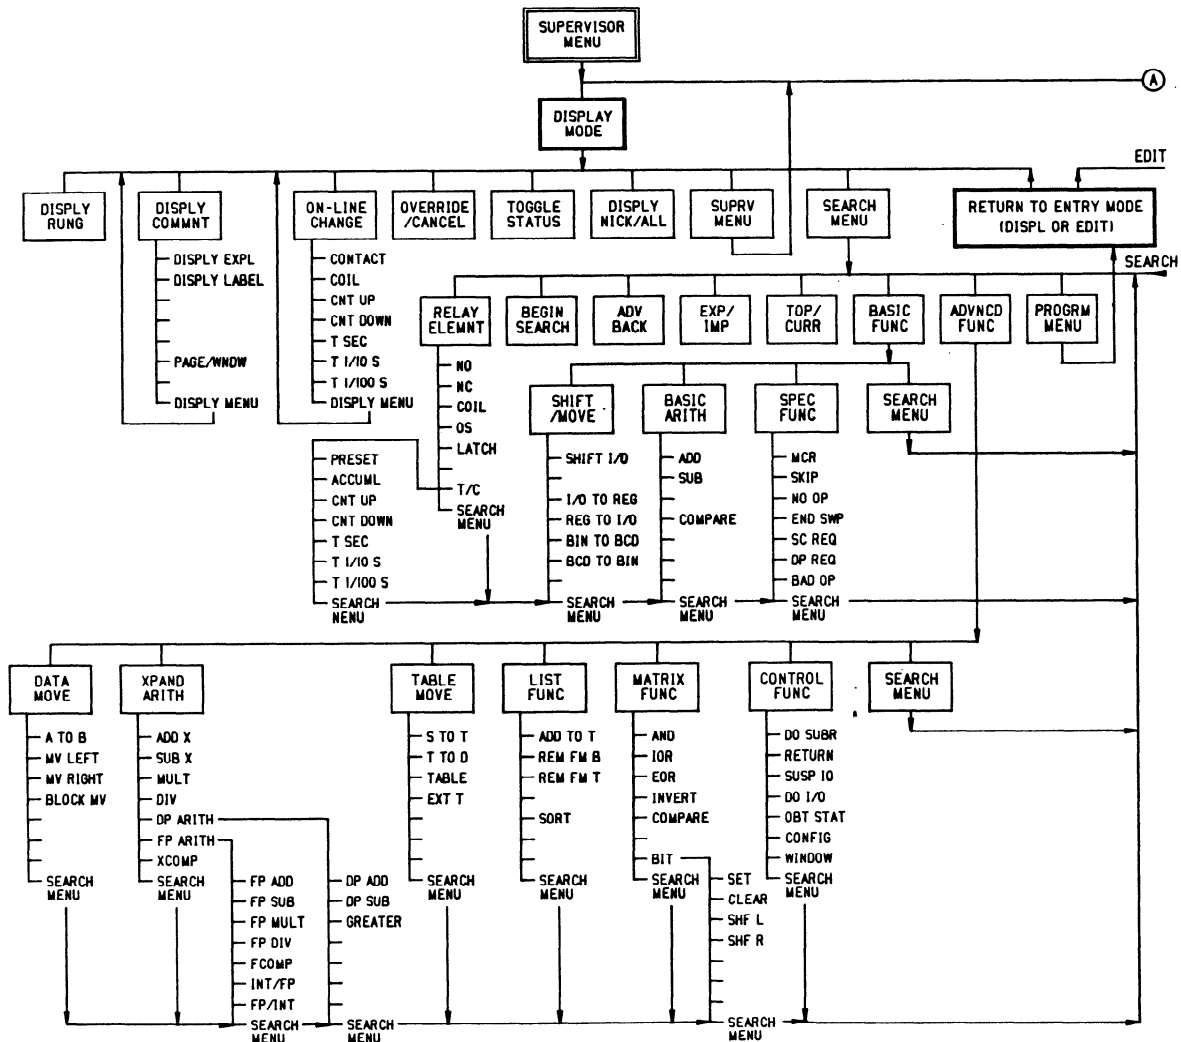 SUPERVISOR
MENU
A
DISPLAY
MODE
EDIT
DISPLY
RUNG
DISPLY
COMMNT
ON-LINE
CHANGE
OVERRIDE
/CANCEL
TOGGLE
STATUS
DISPLY
NICK/ALL
SUPRV
MENU
SEARCH
MENU
RETURN TO ENTRY MODE
(DISPL OR EDIT)
DISPLY EXPL
DISPLY LABEL
PAGE/WNDW
DISPLY MENU
CONTACT
COIL
CNT UP
CNT DOWN
T SEC
T 1/10 S
T 1/100 S
DISPLY MENU
SEARCH
RELAY
ELEMNT
BEGIN
SEARCH
ADV
BACK
EXP/
IMP
TOP/
CURR
BASIC
FUNC
ADVNCD
FUNC
PROGRM
MENU
NO
NC
COIL
OS
LATCH
T/C
SEARCH
MENU
SHIFT
/MOVE
BASIC
ARITH
SPEC
FUNC
SEARCH
MENU
PRESET
ACCUML
CNT UP
CNT DOWN
T SEC
T 1/10 S
T 1/100 S
SEARCH
NENU
SHIFT I/O
I/O TO REG
REG TO I/O
BIN TO BCD
BCD TO BIN
SEARCH
MENU
ADD
SUB
COMPARE
SEARCH
MENU
MCR
SKIP
NO OP
END SWP
SC REQ
DP REQ
BAD OP
SEARCH
MENU
DATA
MOVE
XPAND
ARITH
TABLE
MOVE
LIST
FUNC
MATRIX
FUNC
CONTROL
FUNC
SEARCH
MENU
A TO B
MV LEFT
MV RIGHT
BLOCK MV
SEARCH
MENU
ADD X
SUB X
MULT
DIV
DP ARITH
FP ARITH
XCOMP
SEARCH
MENU
FP ADD
FP SUB
FP MULT
FP DIV
FCOMP
INT/FP
FP/INT
SEARCH
MENU
DP ADD
DP SUB
GREATER
SEARCH
MENU
S TO T
T TO D
TABLE
EXT T
SEARCH
MENU
ADD TO T
REM FM B
REM FM T
SORT
SEARCH
MENU
AND
IOR
EOR
INVERT
COMPARE
BIT
SEARCH
MENU
SET
CLEAR
SHF L
SHF R
SEARCH
MENU
DO SUBR
RETURN
SUSP IO
DO I/O
OBT STAT
CONFIG
WINDOW
SEARCH
MENU